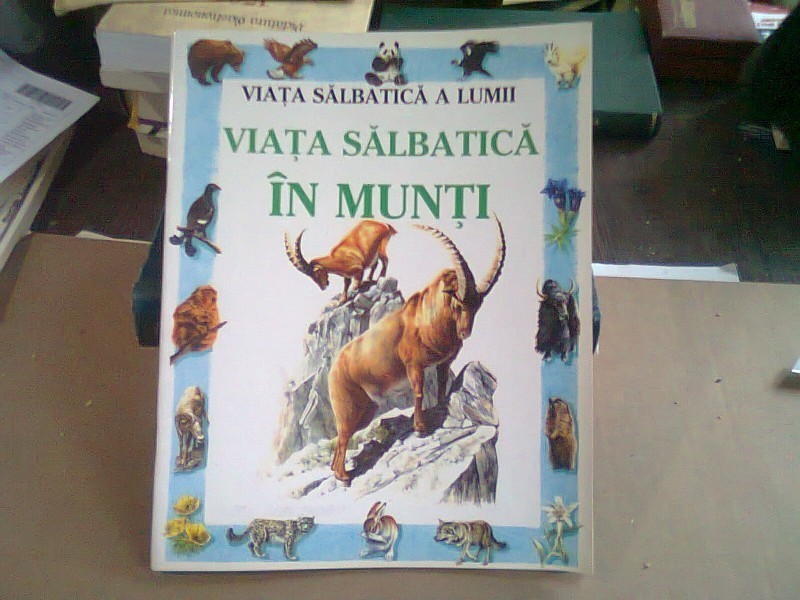 VIAȚA SĂLBATICĂ A LUMII
VIAȚA SĂLBATICĂ
ÎN MUNȚI